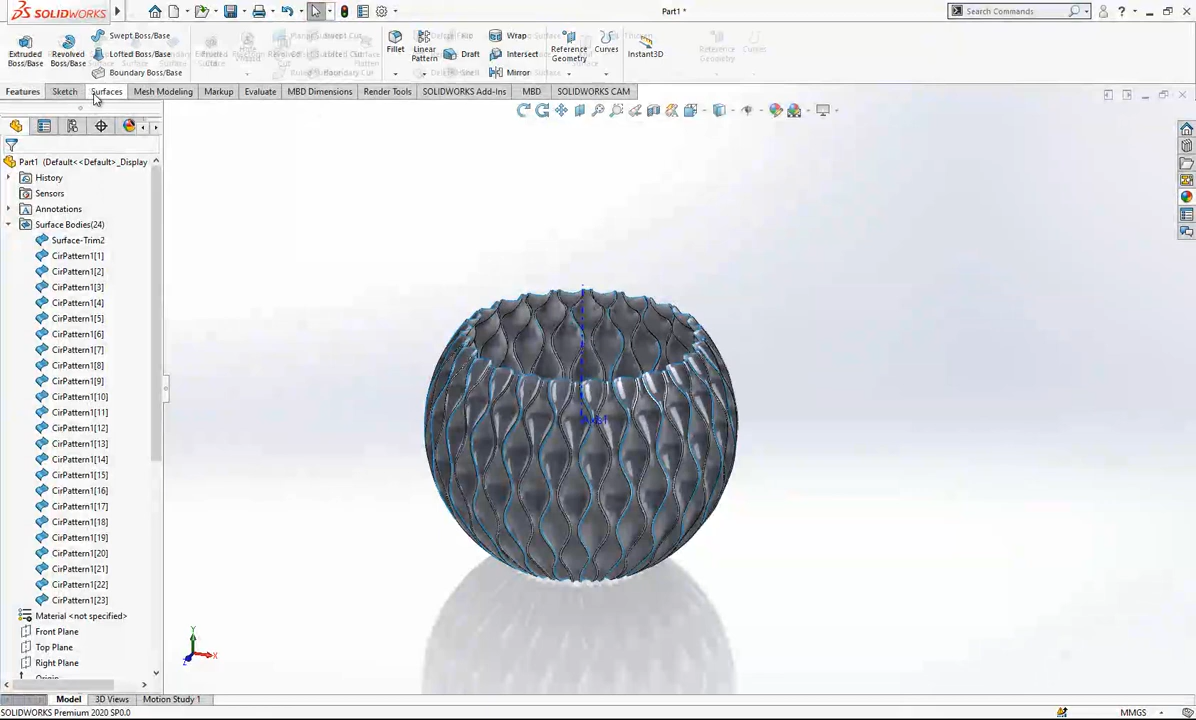 SOLIDWORKS
Part1 *
Search Commands
Extruded Boss/Base
Revolved Boss/Base
Swept Boss/Base
Lofted Boss/Base
Boundary Boss/Base
Fillet
Linear Pattern
Draft
Wrap
Intersect
Mirror
Reference Geometry
Curves
Instant3D
Reference Geometry
Curves
Features
Sketch
Surfaces
Mesh Modeling
Markup
Evaluate
MBD Dimensions
Render Tools
SOLIDWORKS Add-Ins
MBD
SOLIDWORKS CAM
Part1 (Default<<Default>_Display
History
Sensors
Annotations
Surface Bodies(24)
Surface-Trim2
CirPattern1[1]
CirPattern1[2]
CirPattern1[3]
CirPattern1[4]
CirPattern1[5]
CirPattern1[6]
CirPattern1[7]
CirPattern1[8]
CirPattern1[9]
CirPattern1[10]
CirPattern1[11]
CirPattern1[12]
CirPattern1[13]
CirPattern1[14]
CirPattern1[15]
CirPattern1[16]
CirPattern1[17]
CirPattern1[18]
CirPattern1[19]
CirPattern1[20]
CirPattern1[21]
CirPattern1[22]
CirPattern1[23]
Material <not specified>
Front Plane
Top Plane
Right Plane
Y
X
Z
Model
3D Views
Motion Study 1
SOLIDWORKS Premium 2020 SP0.0
MMGS